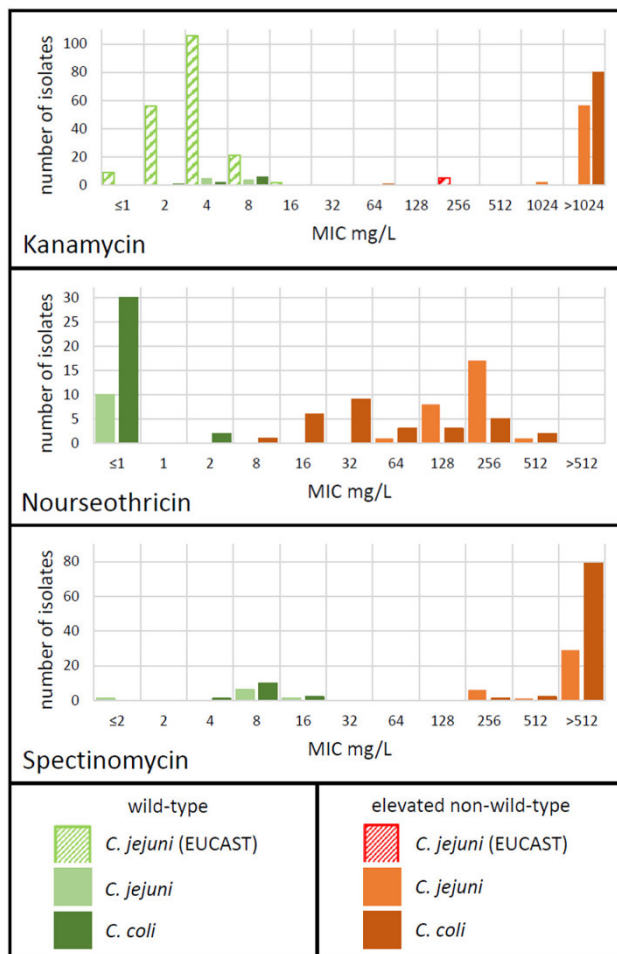 number of isolates
100
80
60
40
20
0
≤1 2 4 8 16 32 64 128 256 512 1024 >1024
MIC mg/L
Kanamycin
number of isolates
30
25
20
15
10
5
0
≤1 1 2 8 16 32 64 128 256 512 >512
MIC mg/L
Nourseothricin
number of isolates
80
60
40
20
0
≤2 2 4 8 16 32 64 128 256 512 >512
MIC mg/L
Spectinomycin
wild-type
C. jejuni (EUCAST)
C. jejuni
C. coli
elevated non-wild-type
C. jejuni (EUCAST)
C. jejuni
C. coli